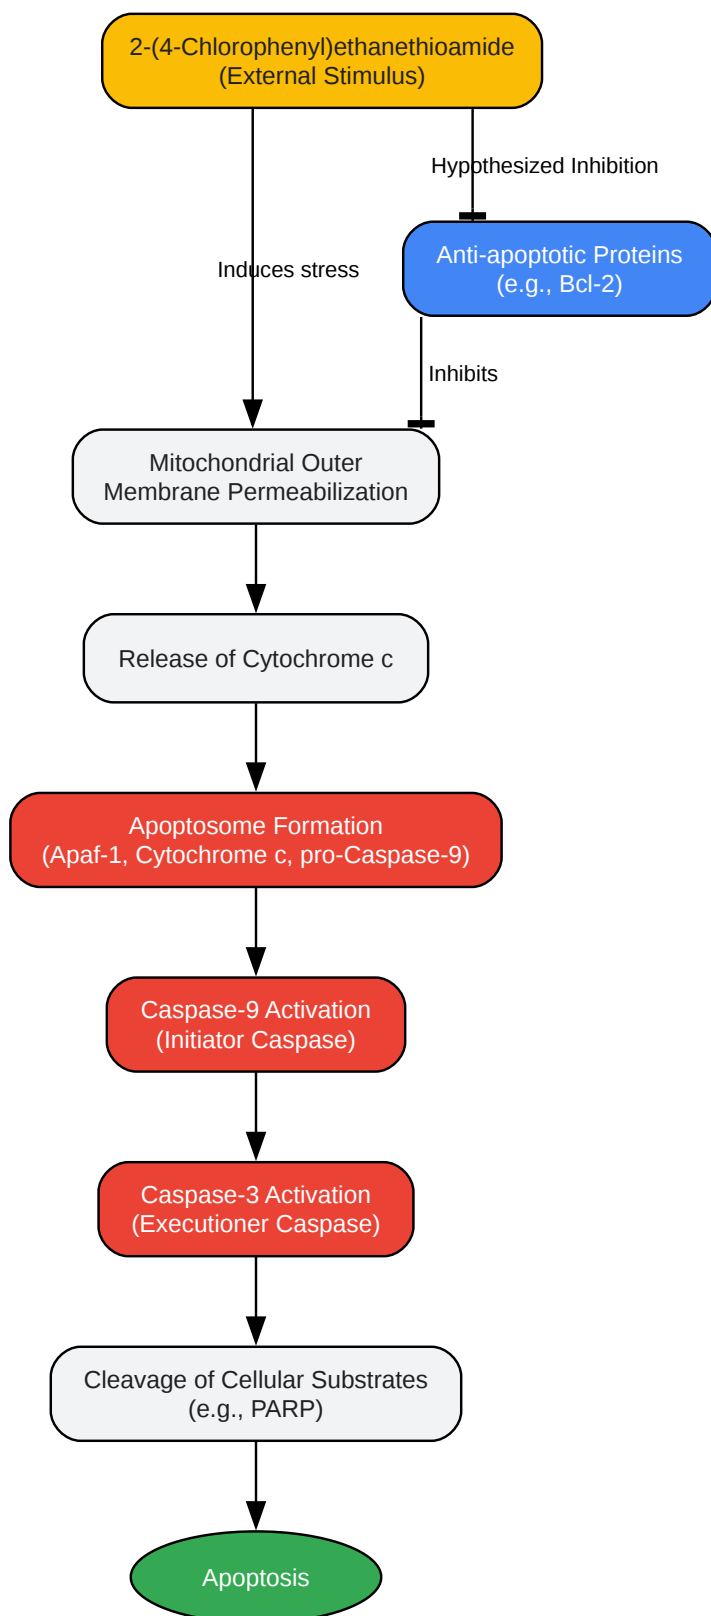 2-(4-Chlorophenyl)ethanethioamide
(External Stimulus)
Hypothesized Inhibition
Anti-apoptotic Proteins
(e.g., Bcl-2)
Induces stress
Inhibits
Mitochondrial Outer
Membrane Permeabilization
Release of Cytochrome c
Apoptosome Formation
(Apaf-1, Cytochrome c, pro-Caspase-9)
Caspase-9 Activation
(Initiator Caspase)
Caspase-3 Activation
(Executioner Caspase)
Cleavage of Cellular Substrates
(e.g., PARP)
Apoptosis